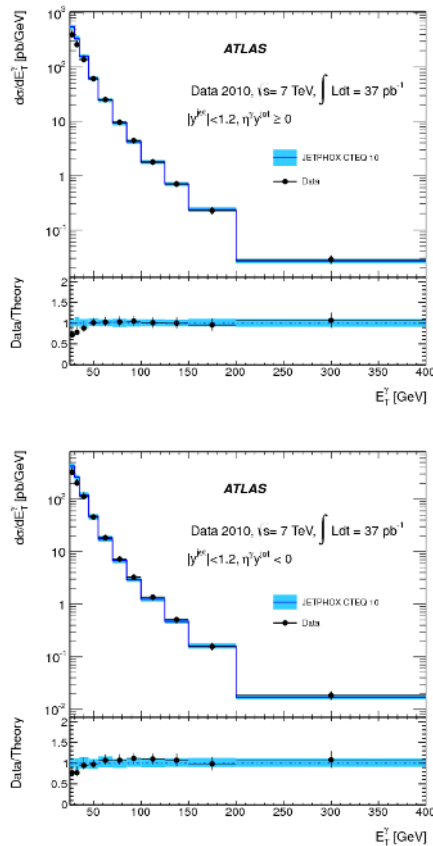 dσ/dE_T^γ [pb/GeV]
10³
10²
10
1
10⁻¹
ATLAS
Data 2010, √s= 7 TeV, ∫ Ldt = 37 pb⁻¹
|y^jet|<1.2, η^γy^jet ≥ 0
JETPHOX CTEQ 10
Data
Data/Theory
2
1.5
1
0.5
0
50 100 150 200 250 300 350 400
E_T^γ [GeV]
dσ/dE_T^γ [pb/GeV]
10²
10
1
10⁻¹
10⁻²
ATLAS
Data 2010, √s= 7 TeV, ∫ Ldt = 37 pb⁻¹
|y^jet|<1.2, η^γy^jet < 0
JETPHOX CTEQ 10
Data
Data/Theory
2
1.5
1
0.5
0
50 100 150 200 250 300 350 400
E_T^γ [GeV]